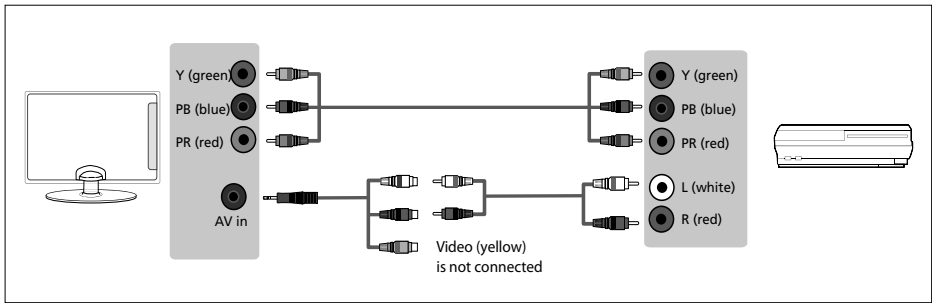 Y (green)
PB (blue)
PR (red)
AV in
Video (yellow)
is not connected
Y (green)
PB (blue)
PR (red)
L (white)
R (red)